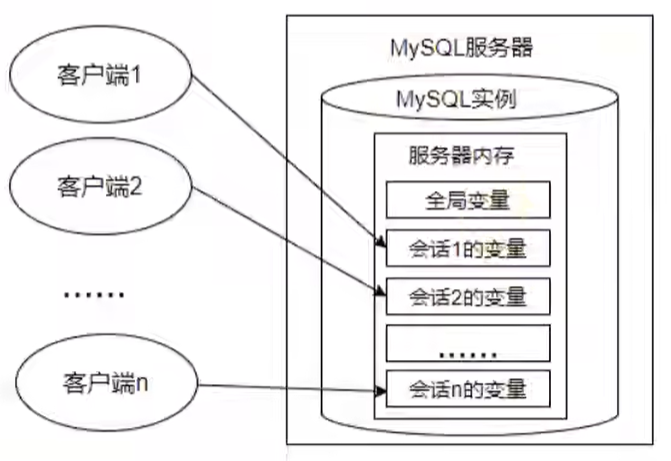 客户端1
客户端2
......
客户端n
MySQL服务器
MySQL实例
服务器内存
全局变量
会话1的变量
会话2的变量
......
会话n的变量